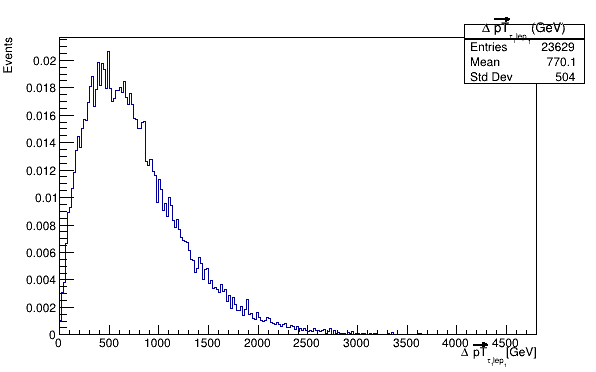 Δ pT τ₁lep₁ (GeV)
Entries 23629
Mean 770.1
Std Dev 504
Events
0.02
0.018
0.016
0.014
0.012
0.01
0.008
0.006
0.004
0.002
0
0 500 1000 1500 2000 2500 3000 3500 4000 4500
Δ pT τ₁lep₁ [GeV]